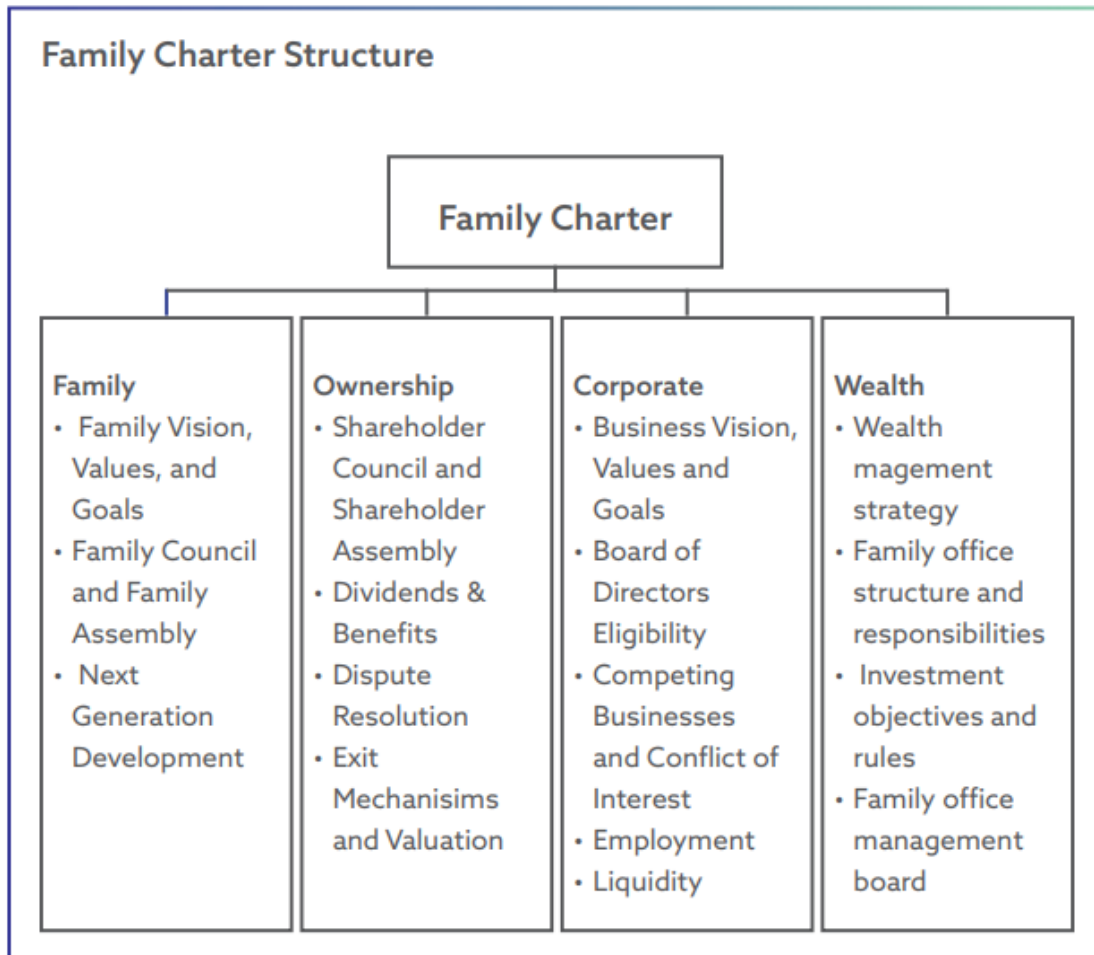 Family Charter Structure
Family Charter
Family
• Family Vision,
Values, and
Goals
• Family Council
and Family
Assembly
• Next
Generation
Development
Ownership
• Shareholder
Council and
Shareholder
Assembly
• Dividends &
Benefits
• Dispute
Resolution
• Exit
Mechanisims
and Valuation
Corporate
• Business Vision,
Values and
Goals
• Board of
Directors
Eligibility
• Competing
Businesses
and Conflict of
Interest
• Employment
• Liquidity
Wealth
• Wealth
magement
strategy
• Family office
structure and
responsibilities
• Investment
objectives and
rules
• Family office
management
board